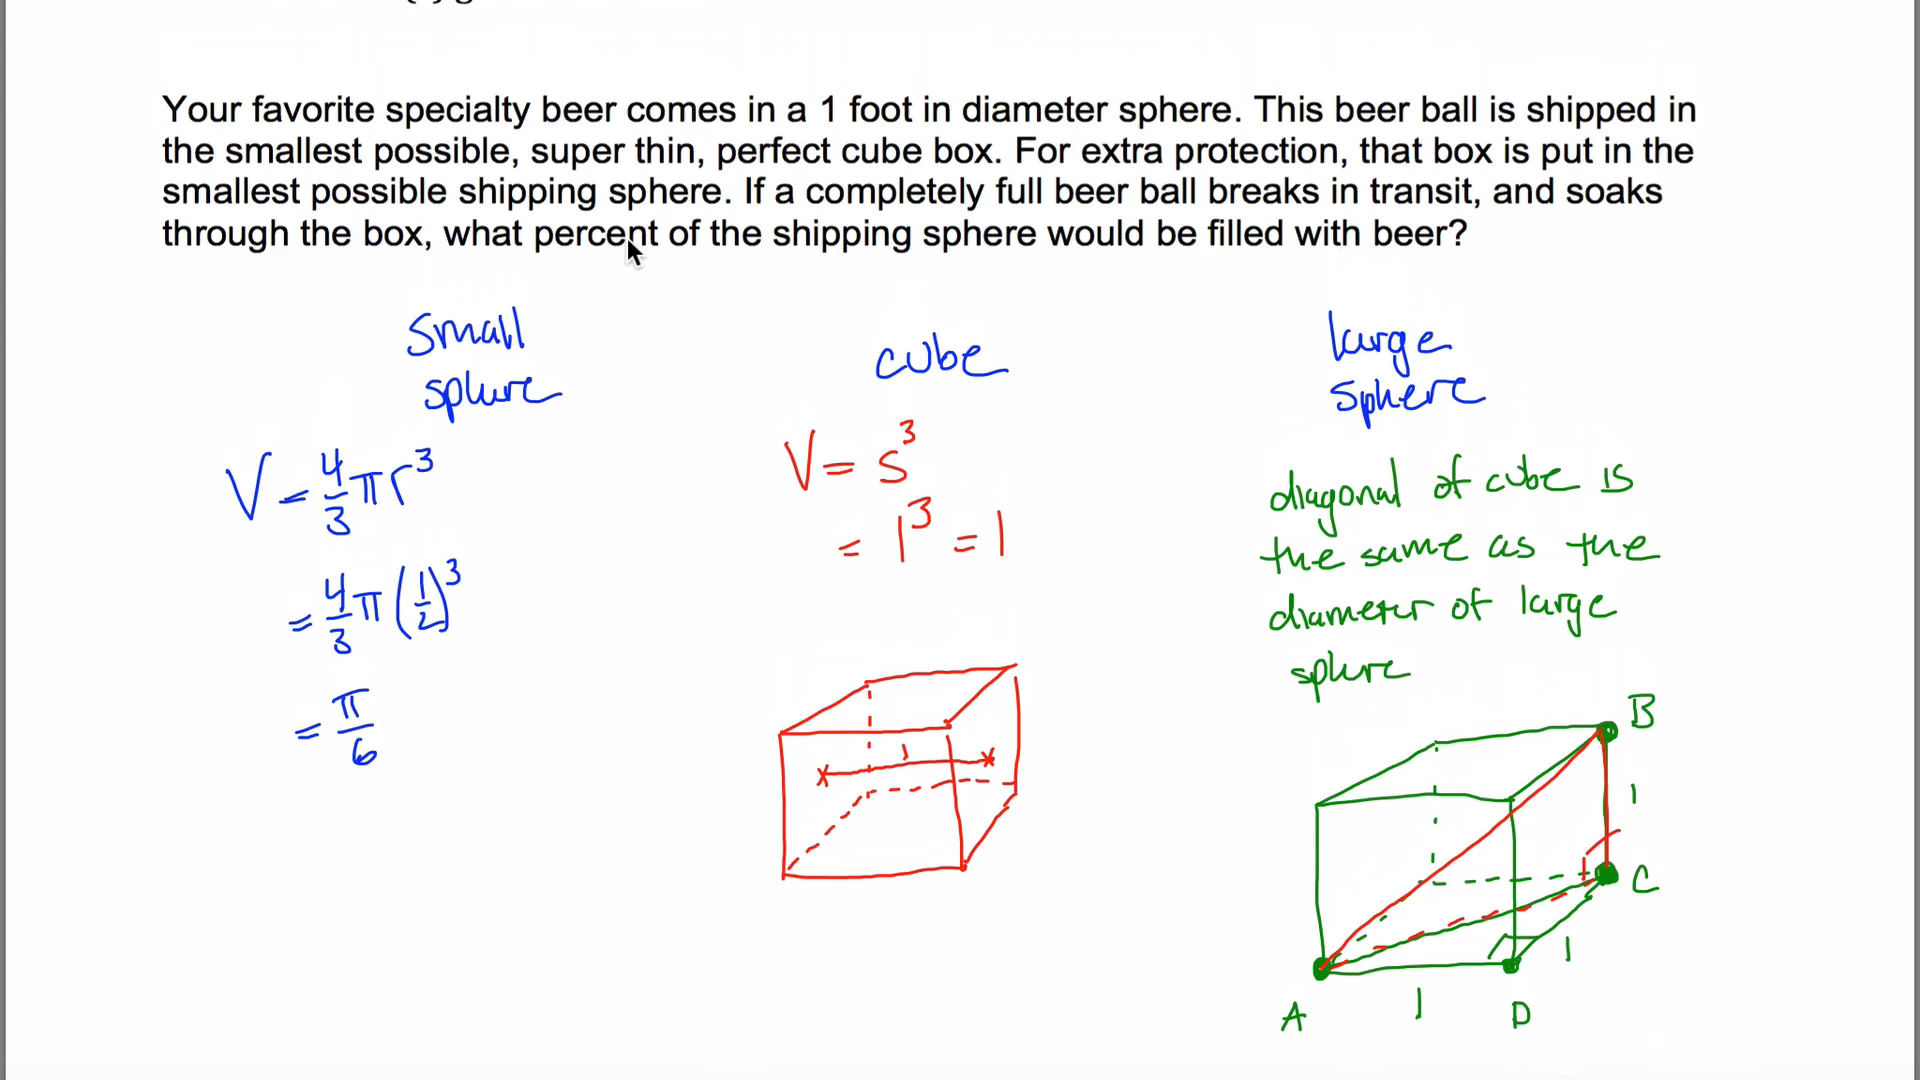 Your favorite specialty beer comes in a 1 foot in diameter sphere. This beer ball is shipped in
the smallest possible, super thin, perfect cube box. For extra protection, that box is put in the
smallest possible shipping sphere. If a completely full beer ball breaks in transit, and soaks
through the box, what percent of the shipping sphere would be filled with beer?
small
sphere
V = 4/3 πr³
= 4/3 π(1/2)³
= π/6
cube
V = s³
= 1³ = 1
1
large
sphere
diagonal of cube is
the same as the
diameter of large
sphere
B
1
C
1
A 1 D